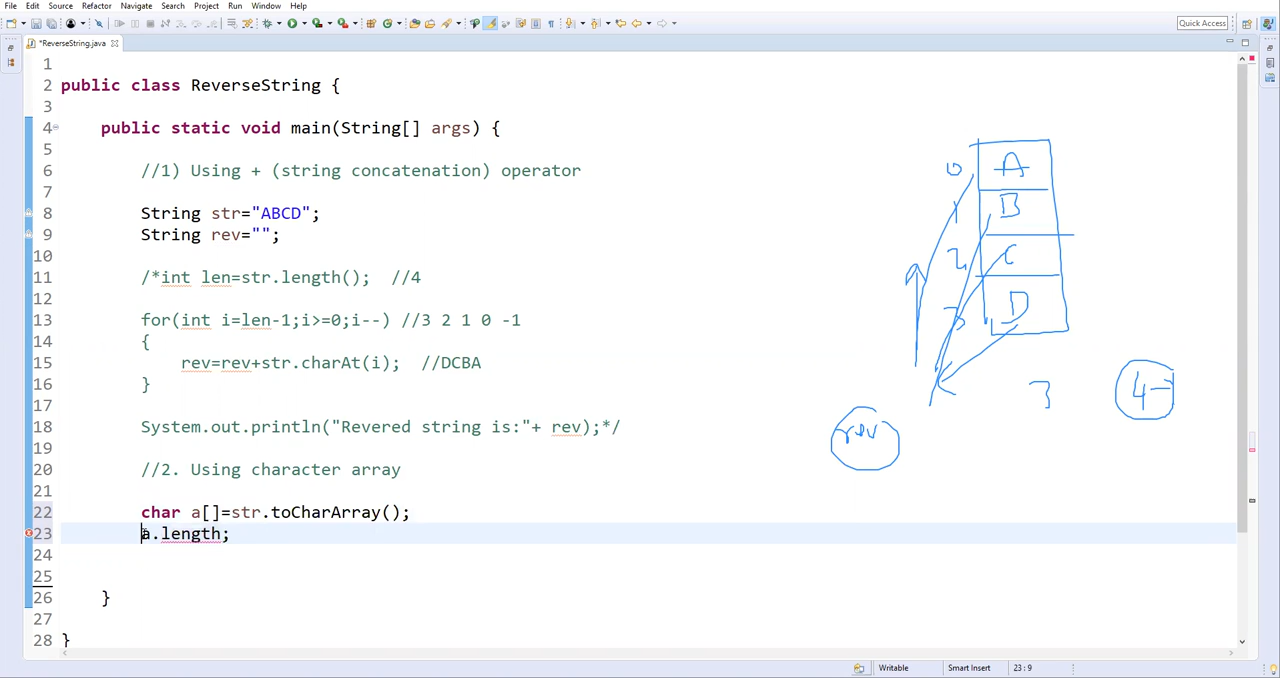 File Edit Source Refactor Navigate Search Project Run Window Help
Quick Access
*ReverseString.java
1
2 public class ReverseString {
3
4 public static void main(String[] args) {
5
6 //1) Using + (string concatenation) operator
7
8 String str="ABCD";
9 String rev="";
10
11 /*int len=str.length(); //4
12
13 for(int i=len-1;i>=0;i--) //3 2 1 0 -1
14 {
15 rev=rev+str.charAt(i); //DCBA
16 }
17
18 System.out.println("Revered string is:"+ rev);*/
19
20 //2. Using character array
21
22 char a[]=str.toCharArray();
23 a.length;
24
25
26 }
27
28 }
0 A
1 B
2 C
3 D
3
4-
rev
Writable Smart Insert 23 : 9